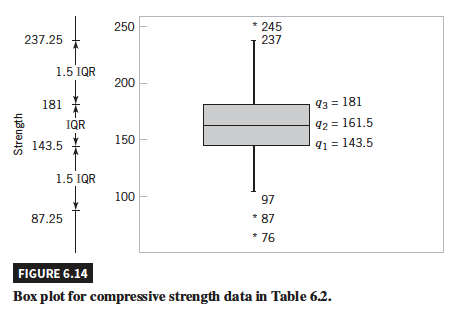 250
* 245
237.25
237
1.5 IQR
200
181
q3 = 181
IQR
q2 = 161.5
Strength
143.5
150
q1 = 143.5
1.5 IQR
100
97
87.25
* 87
* 76
FIGURE 6.14
Box plot for compressive strength data in Table 6.2.